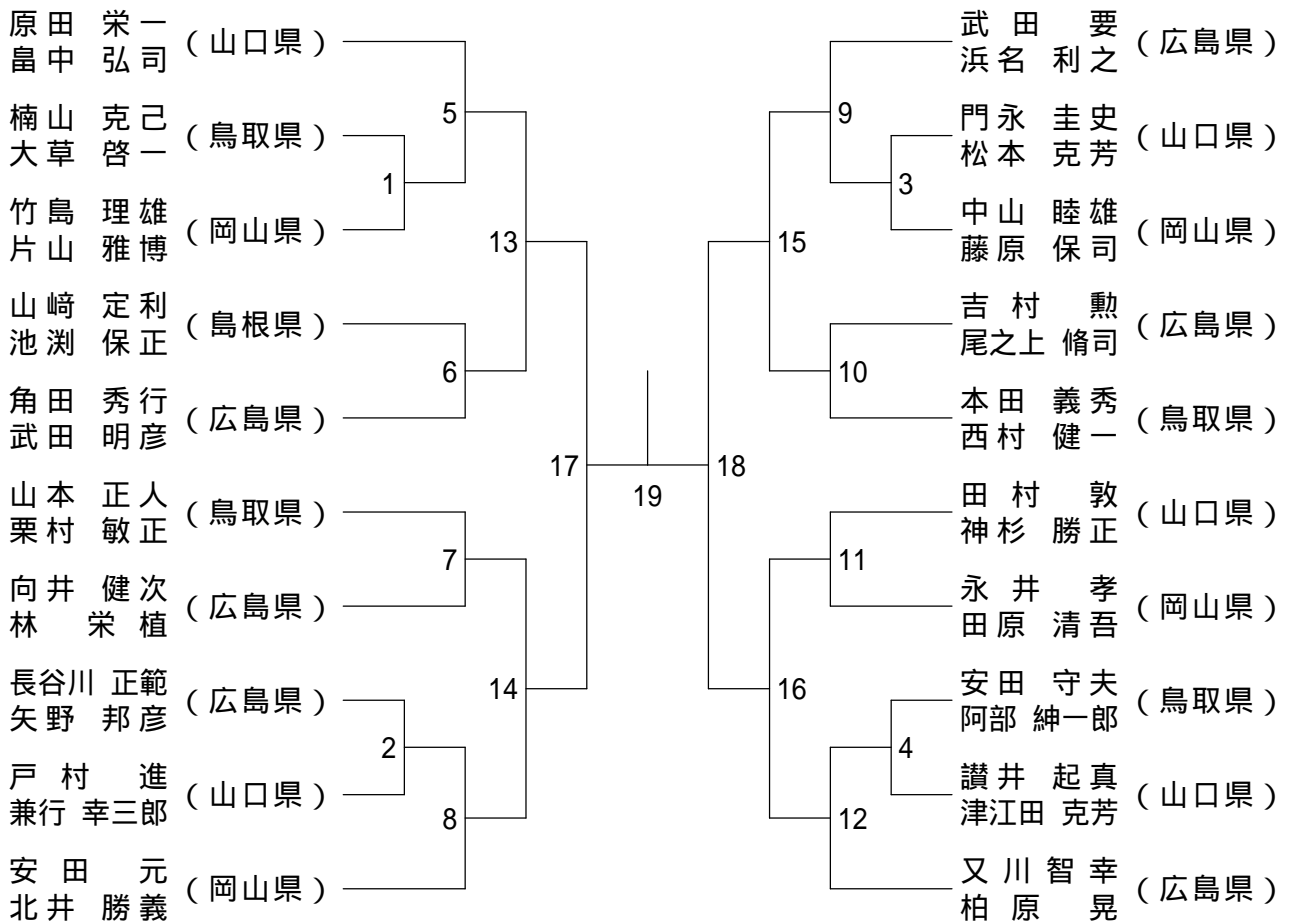 原田 栄一
畠中 弘司
(山口県)
楠山 克己
大草 啓一
(鳥取県)
竹島 理雄
片山 雅博
(岡山県)
山﨑 定利
池渕 保正
(島根県)
角田 秀行
武田 明彦
(広島県)
山本 正人
栗村 敏正
(鳥取県)
向井 健次
林 栄植
(広島県)
長谷川 正範
矢野 邦彦
(広島県)
戸村 進
兼行 幸三郎
(山口県)
安田 元
北井 勝義
(岡山県)
5
1
13
6
17
7
14
2
8
19
18
9
3
15
10
11
16
4
12
武田 要
浜名 利之
(広島県)
門永 圭史
松本 克芳
(山口県)
中山 睦雄
藤原 保司
(岡山県)
吉村 勲
尾之上 脩司
(広島県)
本田 義秀
西村 健一
(鳥取県)
田村 敦
神杉 勝正
(山口県)
永井 孝
田原 清吾
(岡山県)
安田 守夫
阿部 紳一郎
(鳥取県)
讃井 起真
津江田 克芳
(山口県)
又川智幸
柏原 晃
(広島県)